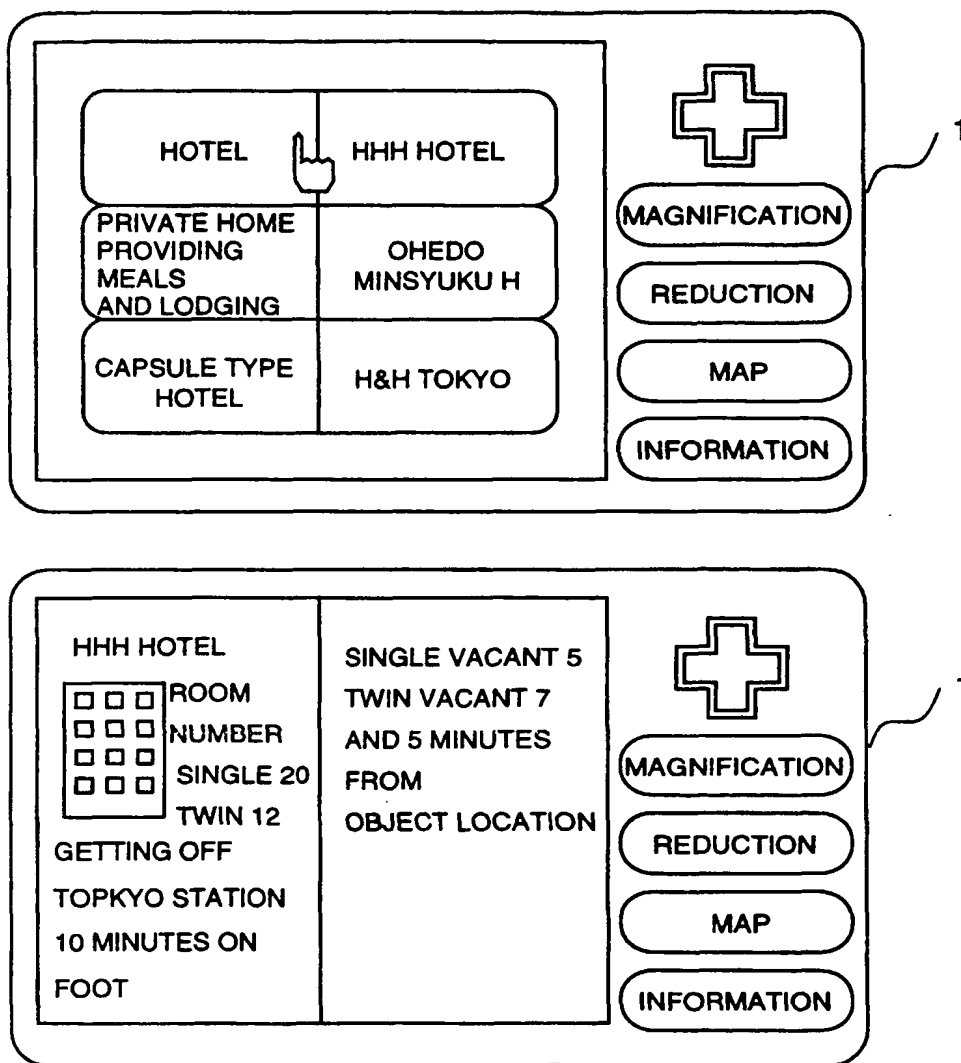 HOTEL
HHH HOTEL
PRIVATE HOME
PROVIDING
MEALS
AND LODGING
OHEDO
MINSYUKU H
CAPSULE TYPE
HOTEL
H&H TOKYO
MAGNIFICATION
REDUCTION
MAP
INFORMATION
1
HHH HOTEL
ROOM
NUMBER
SINGLE 20
TWIN 12
GETTING OFF
TOPKYO STATION
10 MINUTES ON
FOOT
SINGLE VACANT 5
TWIN VACANT 7
AND 5 MINUTES
FROM
OBJECT LOCATION
MAGNIFICATION
REDUCTION
MAP
INFORMATION